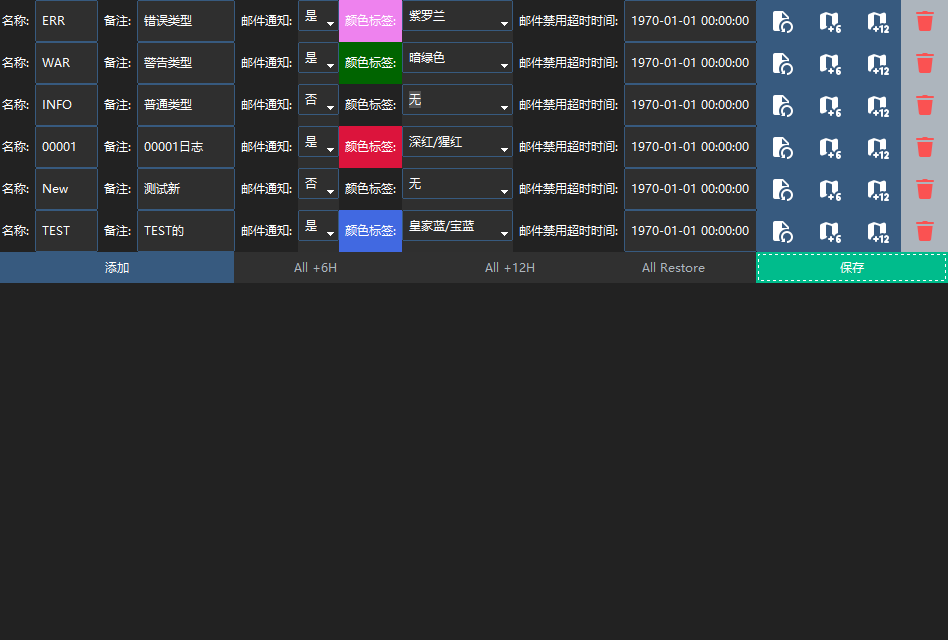 名称: ERR 备注: 错误类型 邮件通知: 是 颜色标签: 紫罗兰 邮件禁用超时时间: 1970-01-01 00:00:00 +6 +12
名称: WAR 备注: 警告类型 邮件通知: 是 颜色标签: 暗绿色 邮件禁用超时时间: 1970-01-01 00:00:00 +6 +12
名称: INFO 备注: 普通类型 邮件通知: 否 颜色标签: 无 邮件禁用超时时间: 1970-01-01 00:00:00 +6 +12
名称: 00001 备注: 00001日志 邮件通知: 是 颜色标签: 深红/猩红 邮件禁用超时时间: 1970-01-01 00:00:00 +6 +12
名称: New 备注: 测试新 邮件通知: 否 颜色标签: 无 邮件禁用超时时间: 1970-01-01 00:00:00 +6 +12
名称: TEST 备注: TEST的 邮件通知: 是 颜色标签: 皇家蓝/宝蓝 邮件禁用超时时间: 1970-01-01 00:00:00 +6 +12
添加 All +6H All +12H All Restore 保存